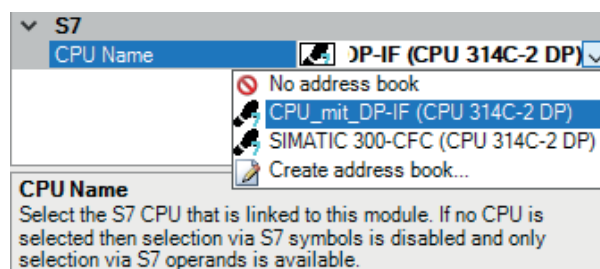 S7
CPU Name DP-IF (CPU 314C-2 DP)
No address book
CPU_mit_DP-IF (CPU 314C-2 DP)
SIMATIC 300-CFC (CPU 314C-2 DP)
Create address book...
CPU Name
Select the S7 CPU that is linked to this module. If no CPU is
selected then selection via S7 symbols is disabled and only
selection via S7 operands is available.